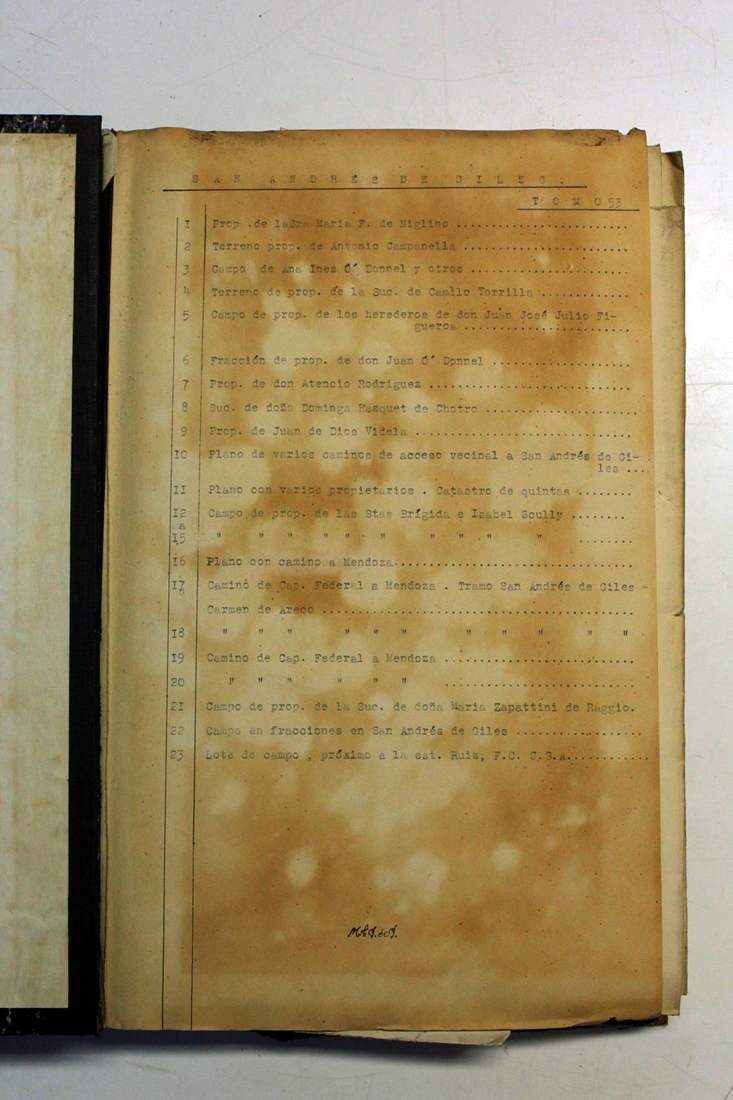 SAN ANDRÉS DE GILES.
TOMO 53
1 Prop. de laSra Maria F. de Miglino
2 Terreno prop. de Antonio Campanella
3 Campo de Ana Ines O´ Donnel y otros
4 Terreno de prop. de la Suc. de Camilo Torrilla
5 Campo de prop. de los herederos de don Juan José Julio Fi-
gueroa
6 Fracción de prop. de don Juan O´ Donnel
7 Prop. de don Atencio Rodriguez
8 Suc. de doña Dominga Hazquet de Chotro
9 Prop. de Juan de Dios Videla
10 Plano de varios caminos de acceso vecinal a San Andrés de Gi-
les ...
11 Plano con varios propietarios . Catastro de quintas
12 Campo de prop. de las Stas Brígida e Izabel Scully
a
15 " " " " " " " " " "
16 Plano con camino a Mendoza
17 Camino de Cap. Federal a Mendoza . Tramo San Andrés de Giles -
Carmen de Areco
18 " " " " " " " " " " "
19 Camino de Cap. Federal a Mendoza
20 " " " " " "
21 Campo de prop. de la Suc. de doña Maria Zapattini de Raggio.
22 Campo en fracciones en San Andrés de Giles
23 Lote de campo , próximo a la est. Ruiz, F.C. C.B.A.